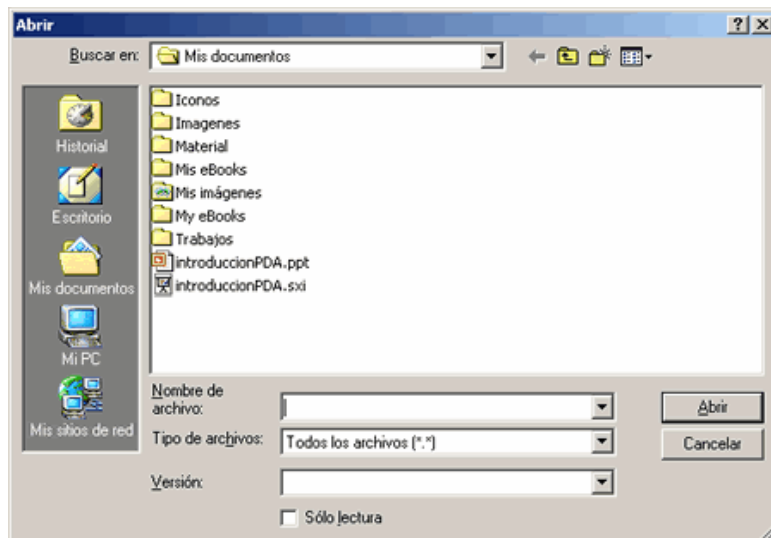 Abrir
Buscar en: Mis documentos
Historial
Escritorio
Mis documentos
Mi PC
Mis sitios de red
Iconos
Imagenes
Material
Mis eBooks
Mis imágenes
My eBooks
Trabajos
introduccionPDA.ppt
introduccionPDA.sxi
Nombre de
archivo:
Abrir
Tipo de archivos: Todos los archivos (*.*)
Cancelar
Versión:
Sólo lectura